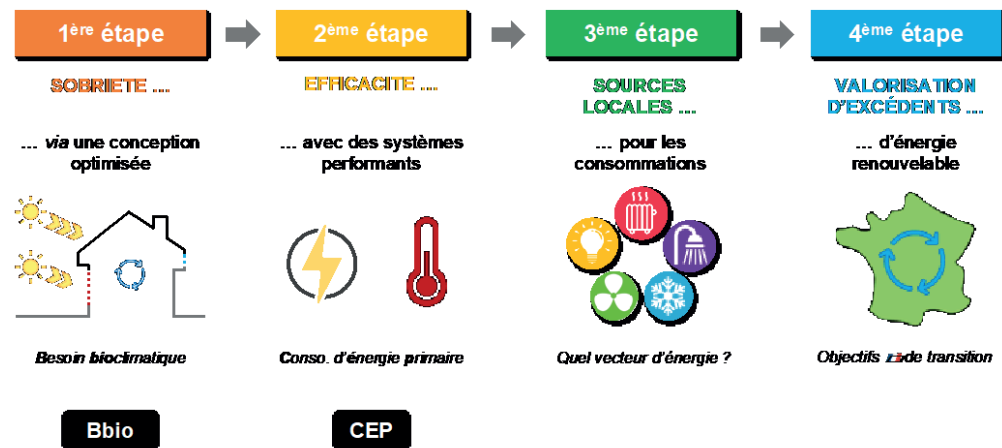 1ère étape
2ème étape
3ème étape
4ème étape
SOBRIETE ...
EFFICACITE ...
SOURCES
LOCALES ...
VALORISATION
D'EXCÉDENTS ...
... via une conception
optimisée
... avec des systèmes
performants
... pour les
consommations
... d'énergie
renouvelable
Besoin bioclimatique
Conso. d'énergie primaire
Quel vecteur d'énergie ?
Objectifs de transition
Bbio
CEP